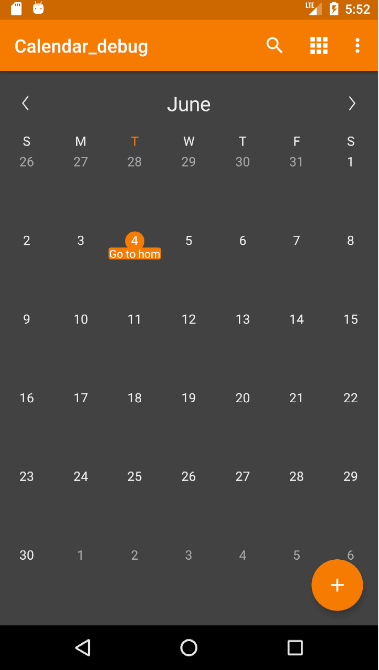 LTE 5:52
Calendar_debug
June
S M T W T F S
26 27 28 29 30 31 1
2 3 4 5 6 7 8
Go to hom
9 10 11 12 13 14 15
16 17 18 19 20 21 22
23 24 25 26 27 28 29
30 1 2 3 4 5 6
+